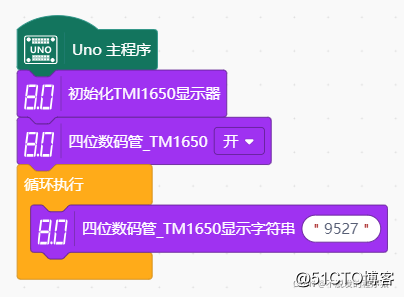 UNO Uno 主程序
8.0 初始化TMI1650显示器
8.0 四位数码管_TM1650 开
循环执行
8.0 四位数码管_TM1650显示字符串 " 9527 "
@51CTO博客